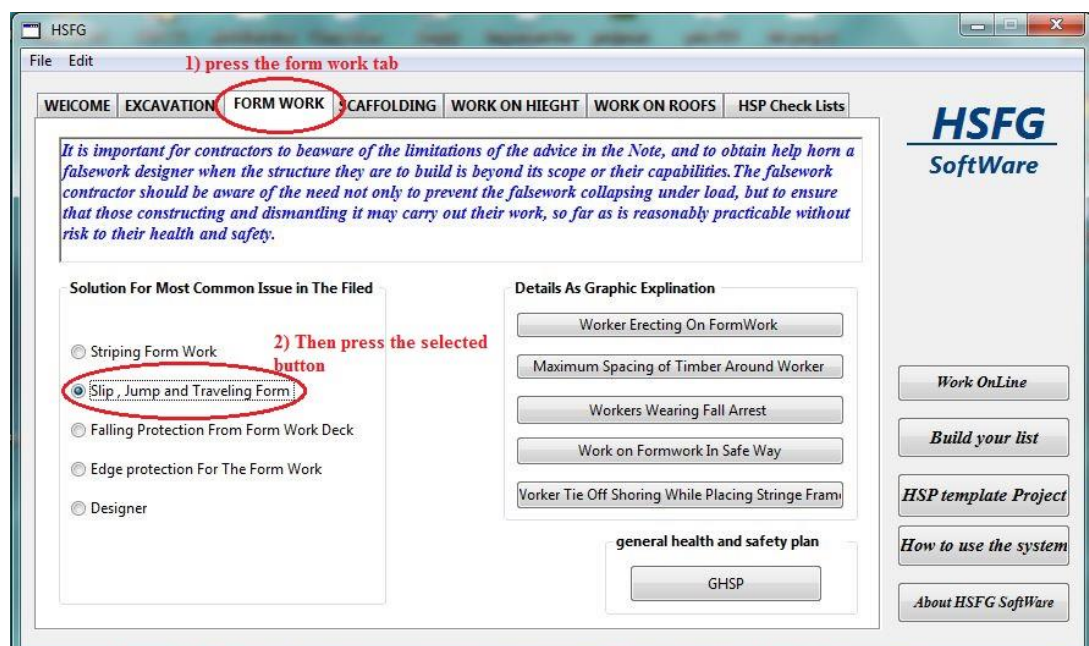 HSFG
File Edit
1) press the form work tab
WElCOME EXCAVATION FORM WORK SCAFFOLDING WORK ON HIEGHT WORK ON ROOFS HSP Check Lists
HSFG
SoftWare
It is important for contractors to beaware of the limitations of the advice in the Note, and to obtain help horn a
falsework designer when the structure they are to build is beyond its scope or their capabilities.The falsework
contractor should be aware of the need not only to prevent the falsework collapsing under load, but to ensure
that those constructing and dismantling it may carry out their work, so far as is reasonably practicable without
risk to their health and safety.
Solution For Most Common Issue in The Filed
2) Then press the selected
button
Striping Form Work
Slip , Jump and Traveling Form
Falling Protection From Form Work Deck
Edge protection For The Form Work
Designer
Details As Graphic Explination
Worker Erecting On FormWork
Maximum Spacing of Timber Around Worker
Workers Wearing Fall Arrest
Work on Formwork In Safe Way
Vorker Tie Off Shoring While Placing Stringe Fram
general health and safety plan
GHSP
Work OnLine
Build your list
HSP template Project
How to use the system
About HSFG SoftWare